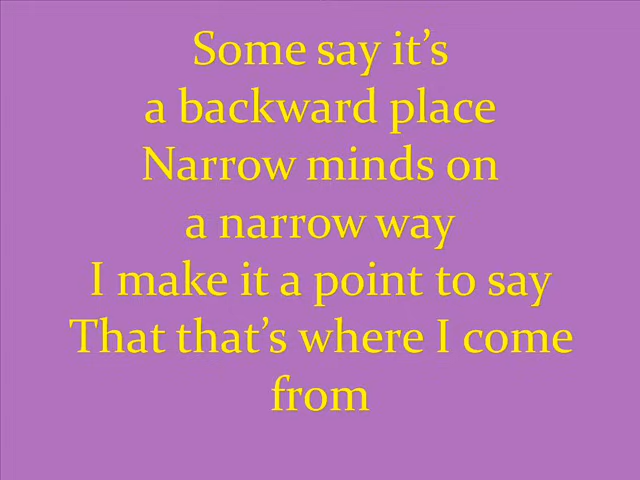 Some say it’s
a backward place
Narrow minds on
a narrow way
I make it a point to say
That that’s where I come
from